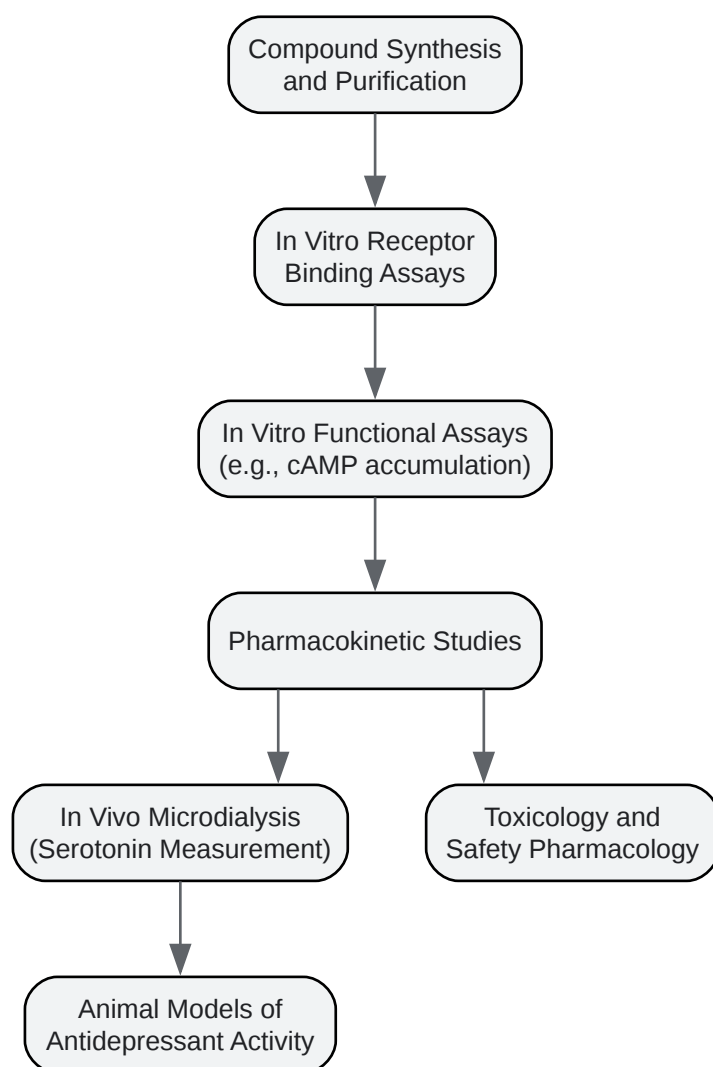 Compound Synthesis
and Purification
In Vitro Receptor
Binding Assays
In Vitro Functional Assays
(e.g., cAMP accumulation)
Pharmacokinetic Studies
In Vivo Microdialysis
(Serotonin Measurement)
Toxicology and
Safety Pharmacology
Animal Models of
Antidepressant Activity